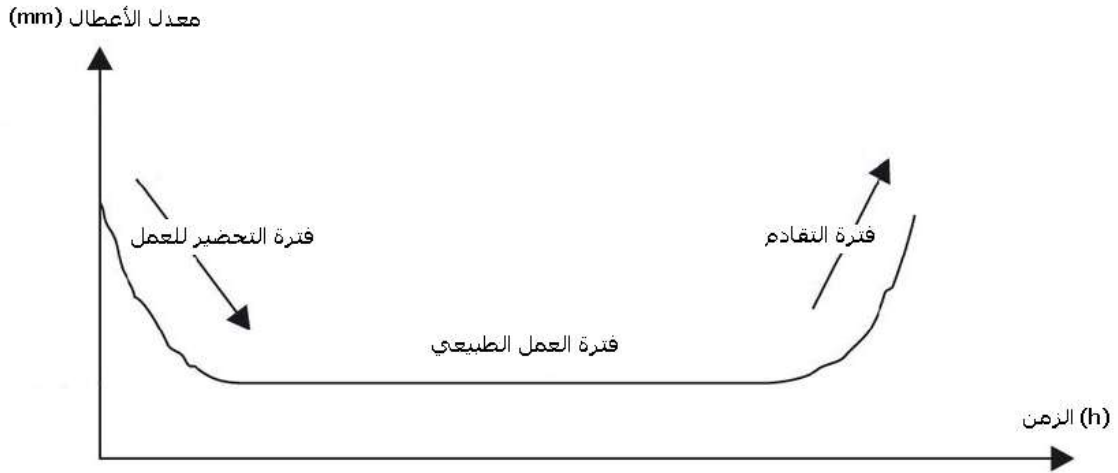 معدل الأعطال (mm)
فترة التحضير للعمل
فترة التقادم
فترة العمل الطبيعي
الزمن (h)